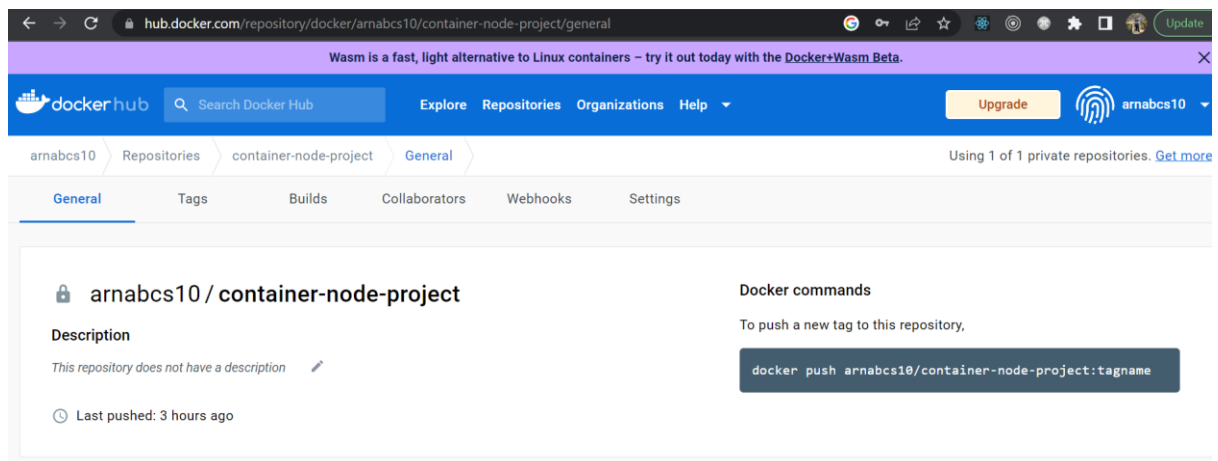 hub.docker.com/repository/docker/arnabcs10/container-node-project/general
Update
Wasm is a fast, light alternative to Linux containers – try it out today with the Docker+Wasm Beta.
dockerhub Search Docker Hub Explore Repositories Organizations Help Upgrade arnabcs10
arnabcs10 Repositories container-node-project General Using 1 of 1 private repositories. Get more
General Tags Builds Collaborators Webhooks Settings
arnabcs10 / container-node-project
Description
This repository does not have a description
Last pushed: 3 hours ago
Docker commands
To push a new tag to this repository,
docker push arnabcs10/container-node-project:tagname